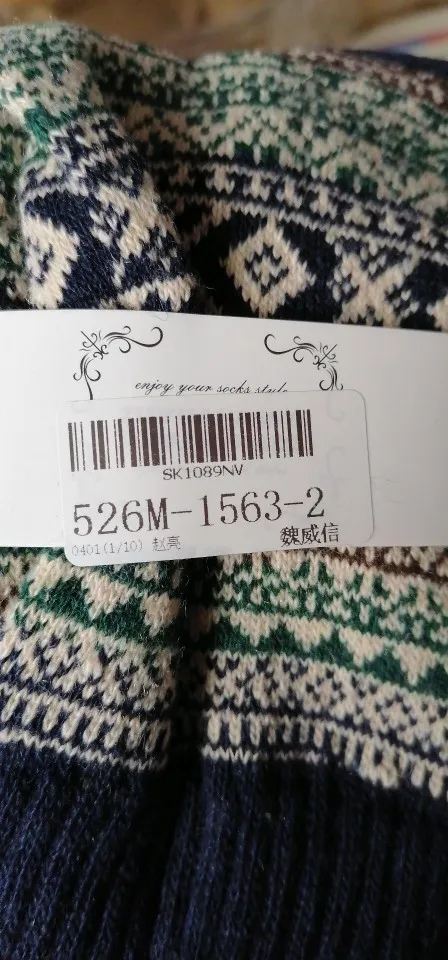 enjoy your socks style
SK1089NV
526M-1563-2
0401(1/10) 赵亮 魏威信